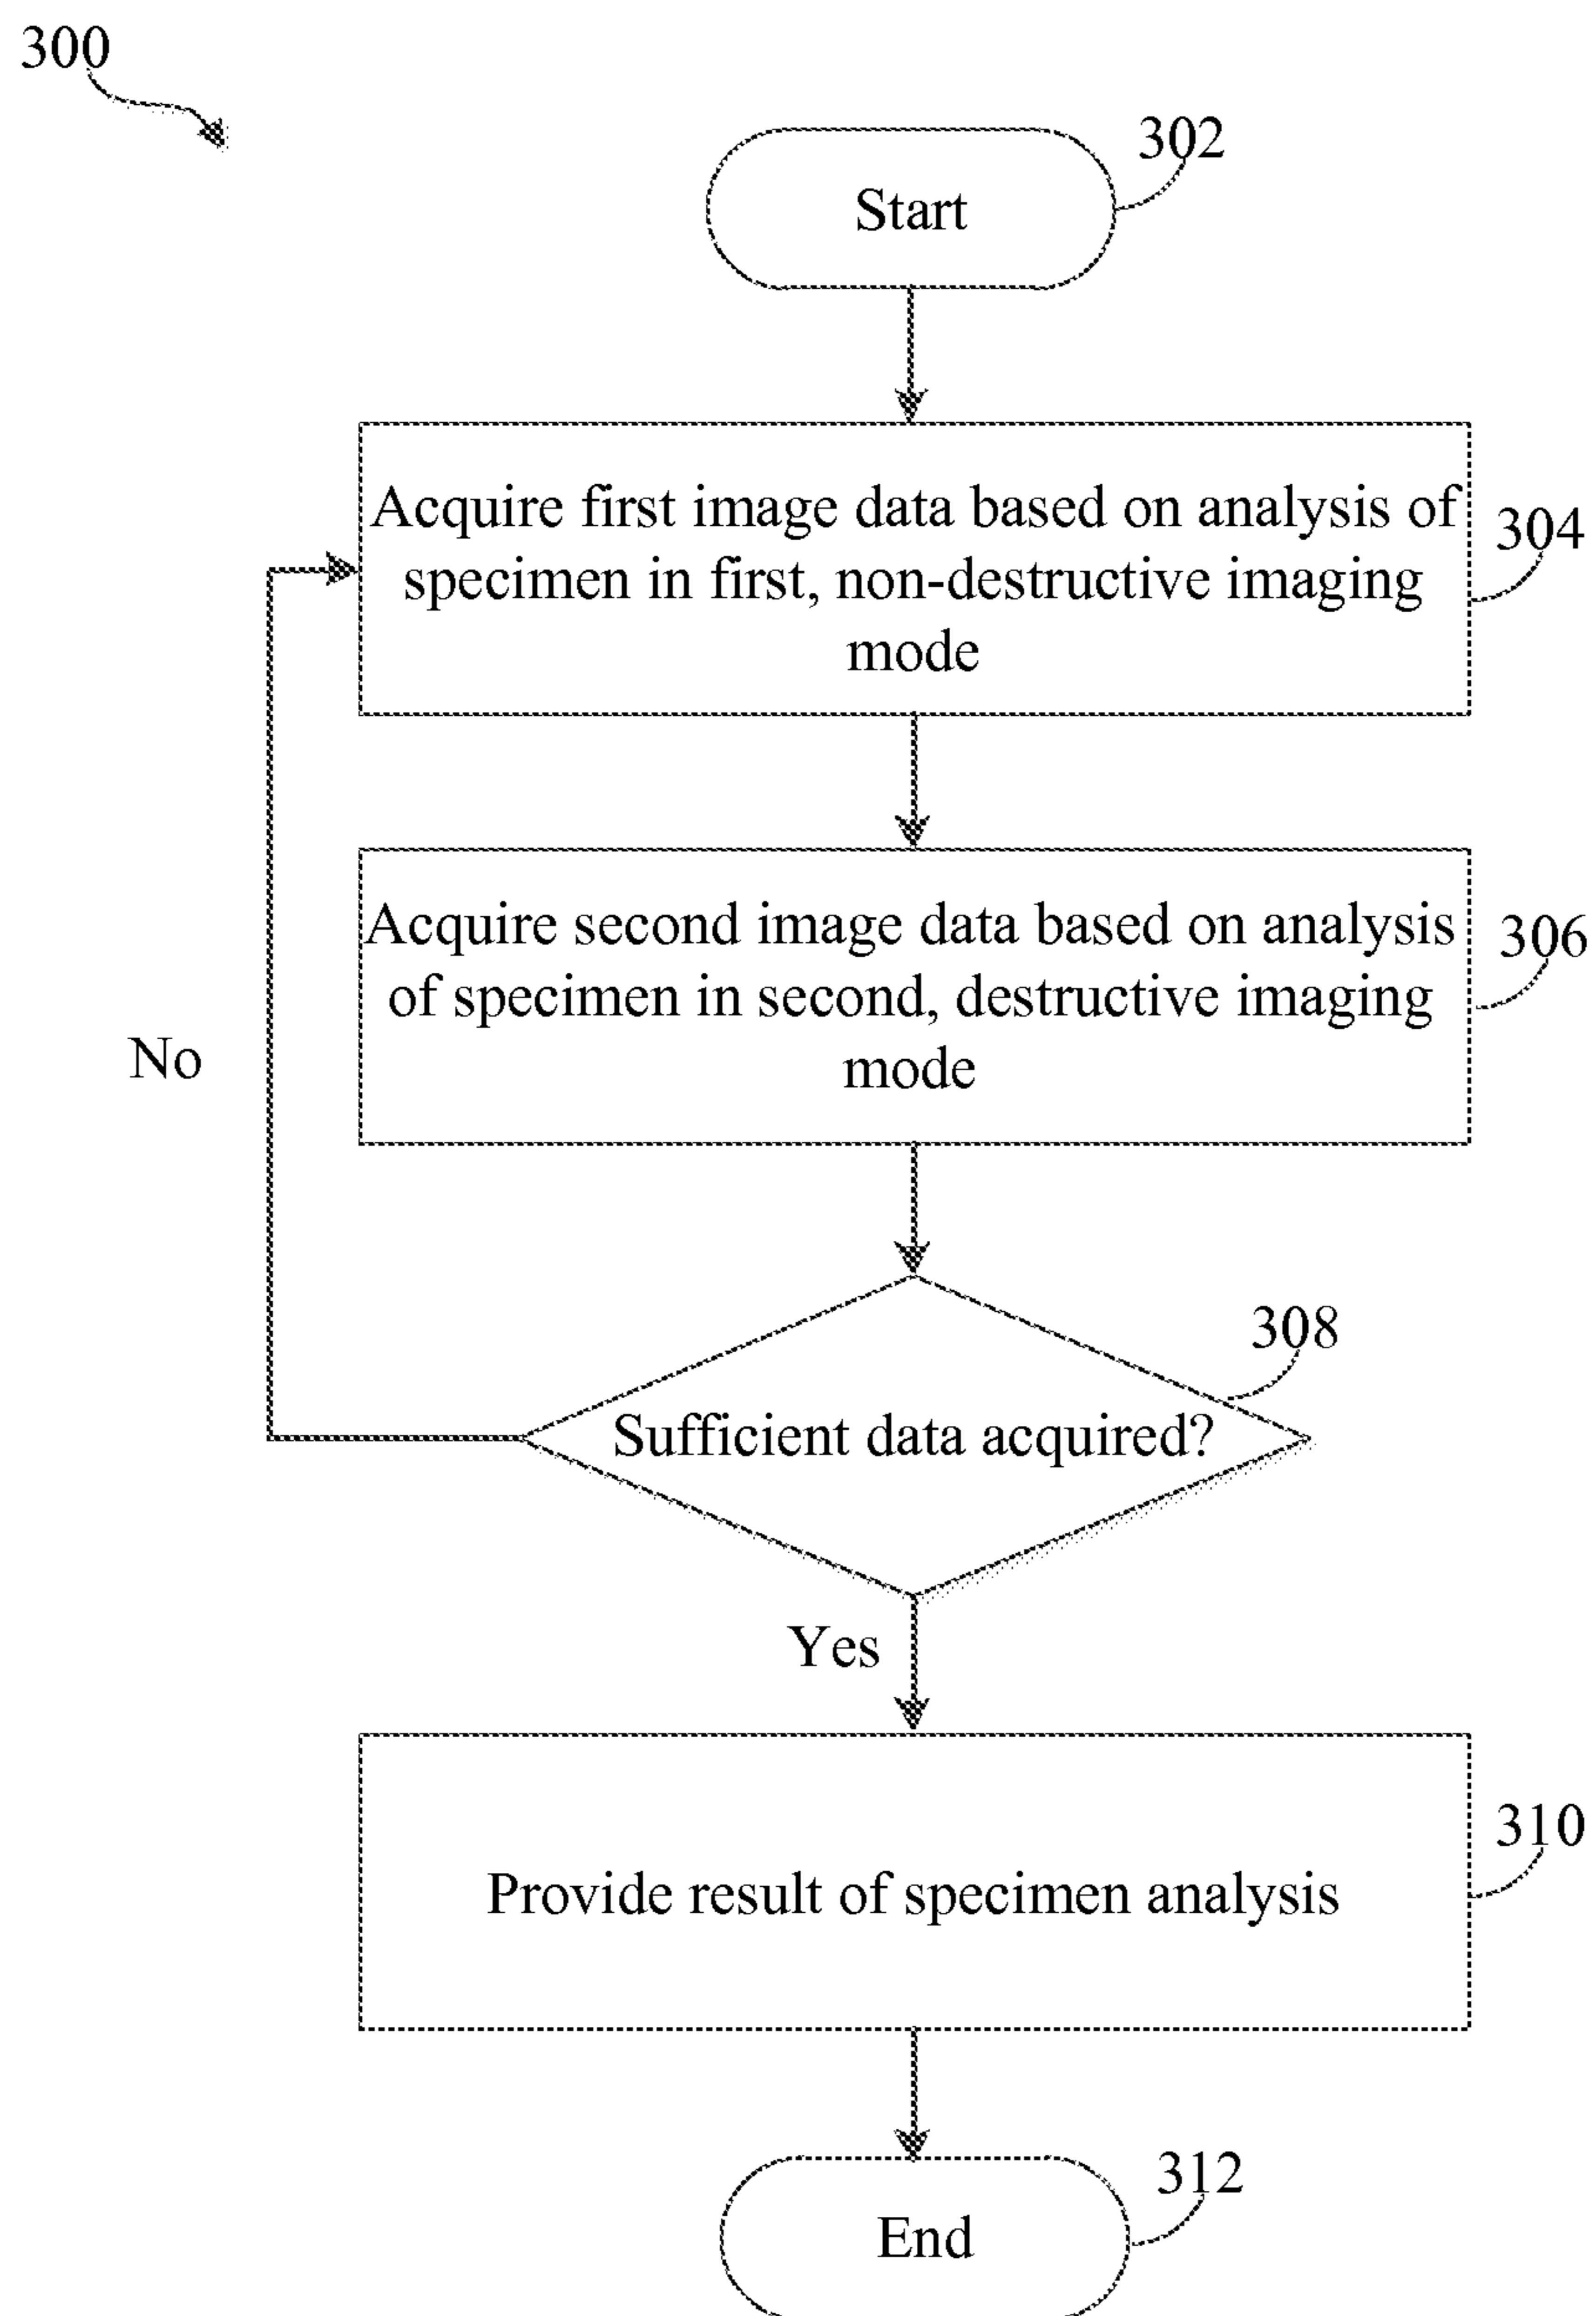 300
302
Start
Acquire first image data based on analysis of
specimen in first, non-destructive imaging
mode
304
Acquire second image data based on analysis
of specimen in second, destructive imaging
mode
306
No
308
Sufficient data acquired?
Yes
310
Provide result of specimen analysis
312
End